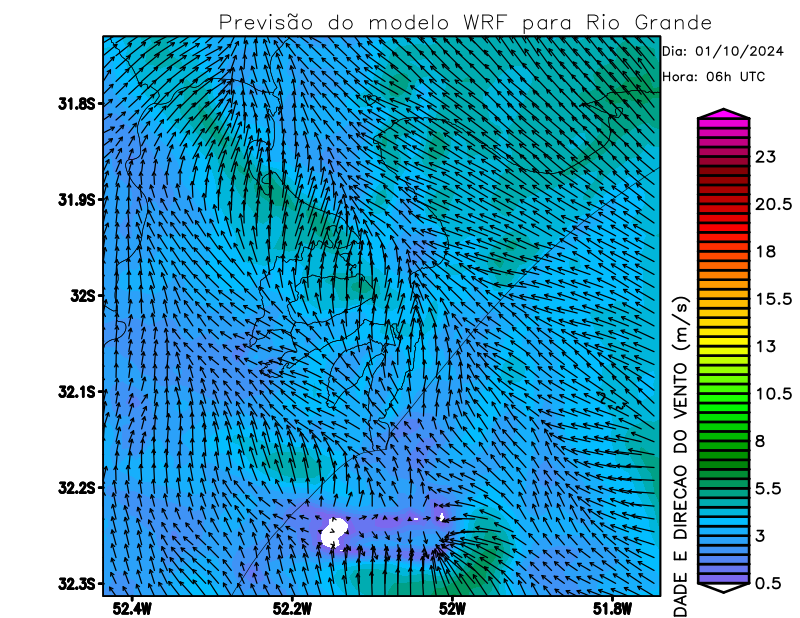 Previsão do modelo WRF para Rio Grande
Dia: 01/10/2024
Hora: 06h UTC
31.8S
31.9S
32S
32.1S
32.2S
32.3S
52.4W
52.2W
52W
51.8W
23
20.5
18
15.5
13
10.5
8
5.5
3
0.5
DADE E DIRECAO DO VENTO (m/s)